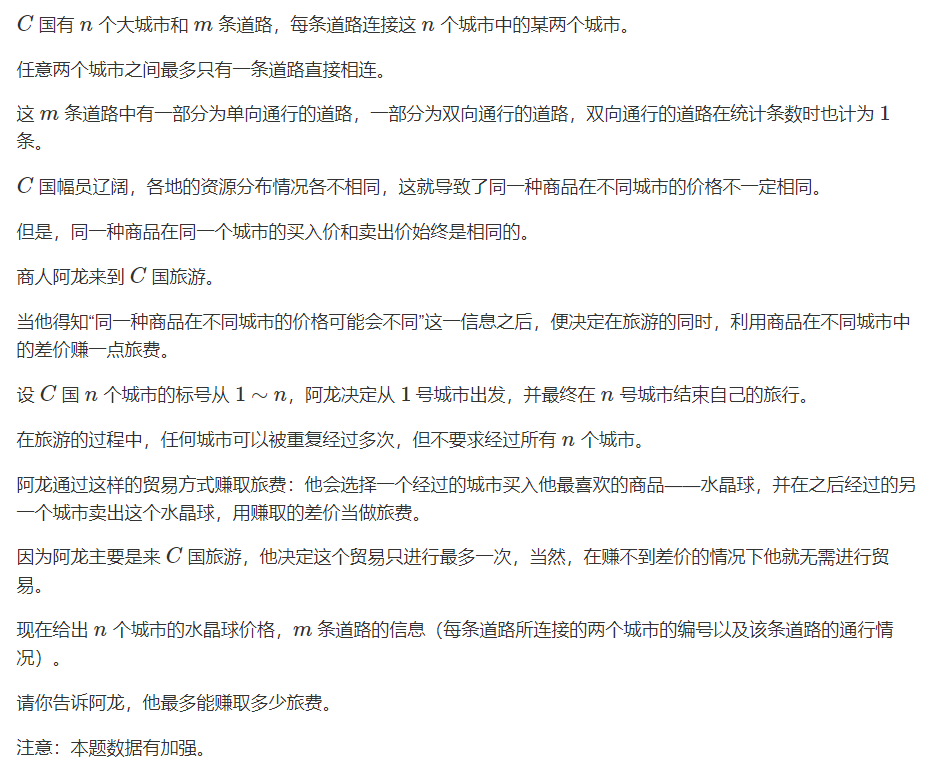 C 国有 n 个大城市和 m 条道路，每条道路连接这 n 个城市中的某两个城市。
任意两个城市之间最多只有一条道路直接相连。
这 m 条道路中有一部分为单向通行的道路，一部分为双向通行的道路，双向通行的道路在统计条数时也计为 1
条。
C 国幅员辽阔，各地的资源分布情况各不相同，这就导致了同一种商品在不同城市的价格不一定相同。
但是，同一种商品在同一个城市的买入价和卖出价始终是相同的。
商人阿龙来到 C 国旅游。
当他得知“同一种商品在不同城市的价格可能会不同”这一信息之后，便决定在旅游的同时，利用商品在不同城市中
的差价赚一点旅费。
设 C 国 n 个城市的标号从 1 ∼ n，阿龙决定从 1 号城市出发，并最终在 n 号城市结束自己的旅行。
在旅游的过程中，任何城市可以被重复经过多次，但不要求经过所有 n 个城市。
阿龙通过这样的贸易方式赚取旅费：他会选择一个经过的城市买入他最喜欢的商品——水晶球，并在之后经过的另
一个城市卖出这个水晶球，用赚取的差价当做旅费。
因为阿龙主要是来 C 国旅游，他决定这个贸易只进行最多一次，当然，在赚不到差价的情况下他就无需进行贸
易。
现在给出 n 个城市的水晶球价格，m 条道路的信息（每条道路所连接的两个城市的编号以及该条道路的通行情
况）。
请你告诉阿龙，他最多能赚取多少旅费。
注意：本题数据有加强。